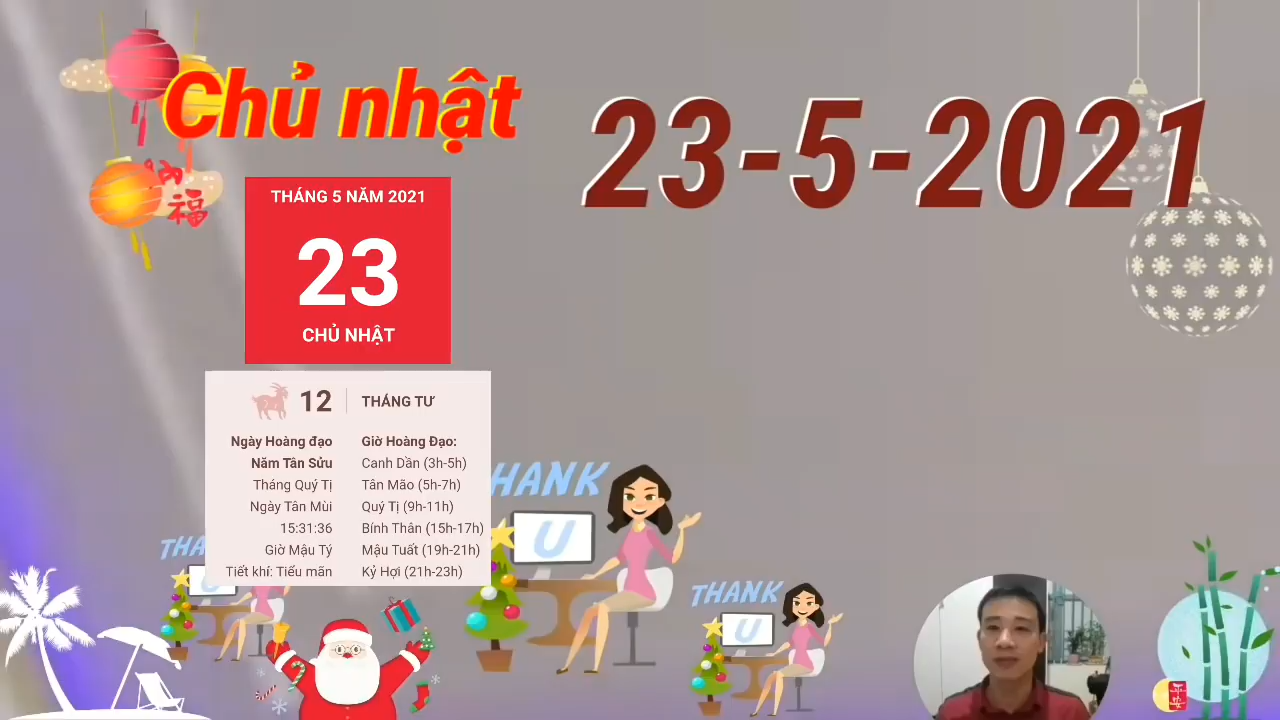 Chủ nhật
23-5-2021
THÁNG 5 NĂM 2021
23
CHỦ NHẬT
12
THÁNG TƯ
Ngày Hoàng đạo
Năm Tân Sửu
Tháng Quý Tị
Ngày Tân Mùi
15:31:36
Giờ Mậu Tý
Tiết khí: Tiểu mãn
Giờ Hoàng Đạo:
Canh Dần (3h-5h)
Tân Mão (5h-7h)
Quý Tị (9h-11h)
Bính Thân (15h-17h)
Mậu Tuất (19h-21h)
Kỷ Hợi (21h-23h)
福
HANK
U
THA
THANK
U